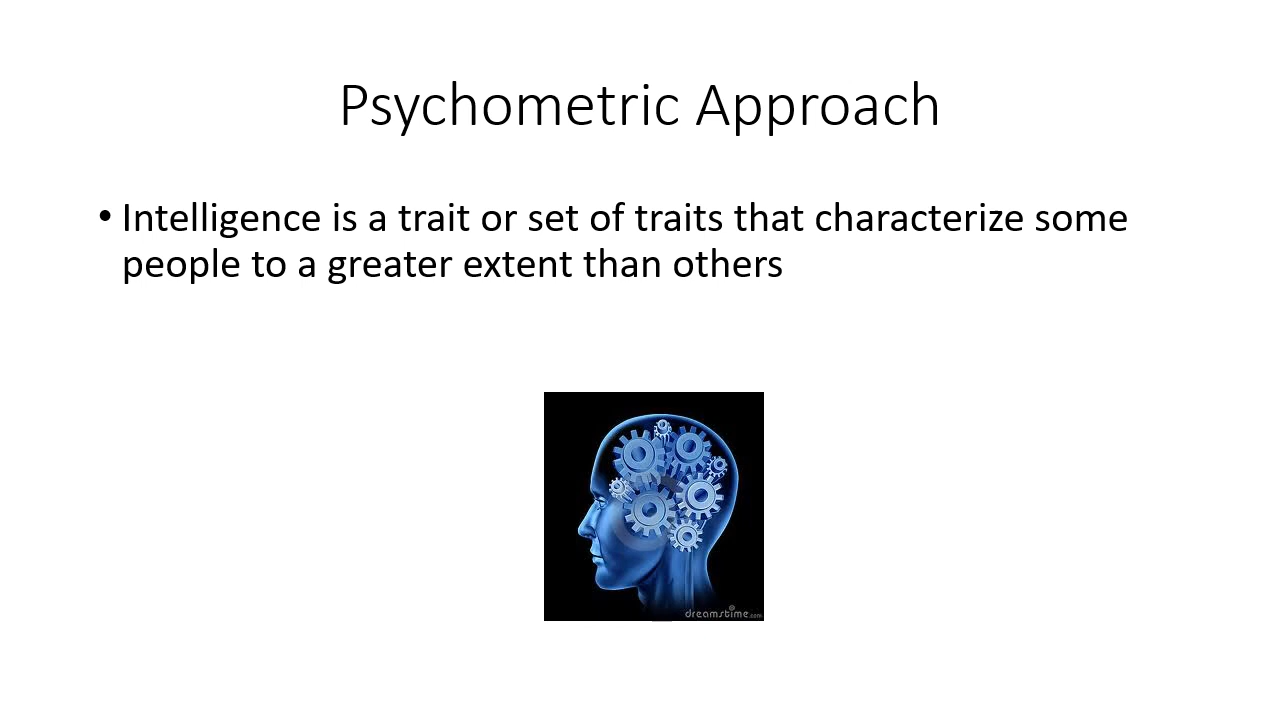 Psychometric Approach
• Intelligence is a trait or set of traits that characterize some
people to a greater extent than others
dreamstime.com